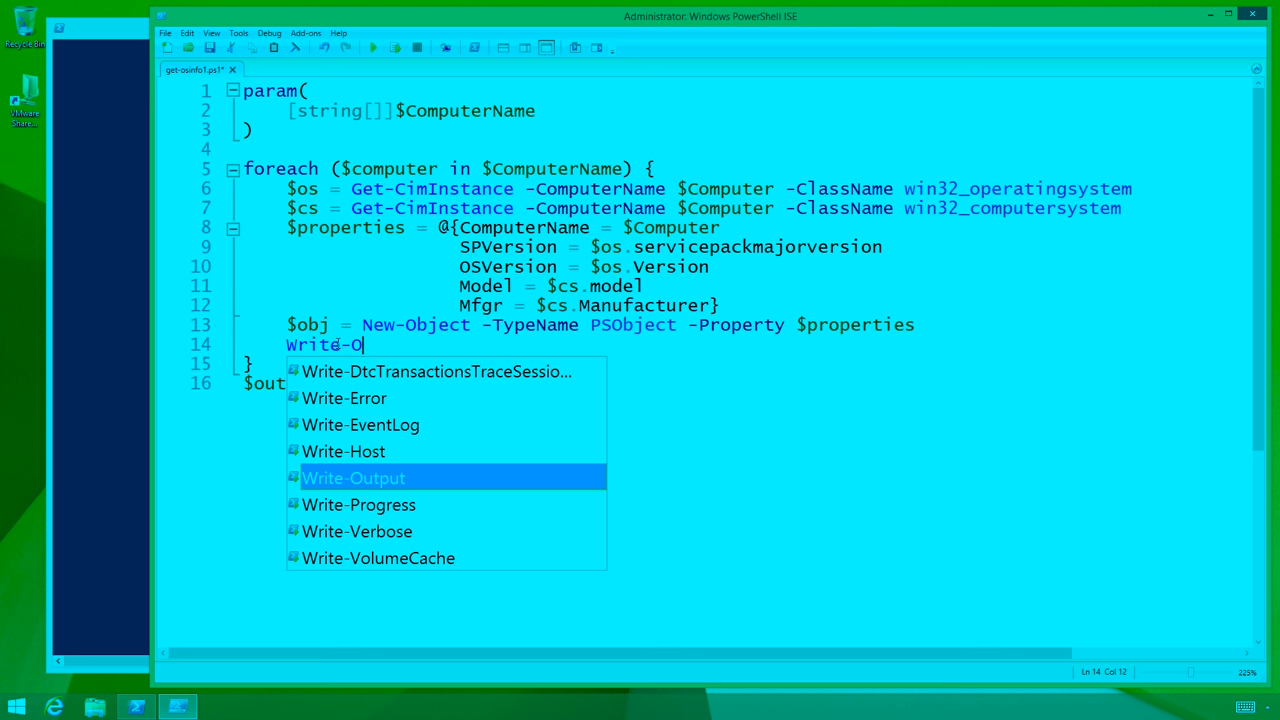 Recycle Bin
VMware
Share...
Administrator: Windows PowerShell ISE
File Edit View Tools Debug Add-ons Help
get-osinfo1.ps1*
1 param(
2 [string[]]$ComputerName
3 )
4
5 foreach ($computer in $ComputerName) {
6 $os = Get-CimInstance -ComputerName $Computer -ClassName win32_operatingsystem
7 $cs = Get-CimInstance -ComputerName $Computer -ClassName win32_computersystem
8 $properties = @{ComputerName = $Computer
9 SPVersion = $os.servicepackmajorversion
10 OSVersion = $os.Version
11 Model = $cs.model
12 Mfgr = $cs.Manufacturer}
13 $obj = New-Object -TypeName PSObject -Property $properties
14 Write-O
15 }
16 $out
Write-DtcTransactionsTraceSessio...
Write-Error
Write-EventLog
Write-Host
Write-Output
Write-Progress
Write-Verbose
Write-VolumeCache
Ln 14 Col 12
225%